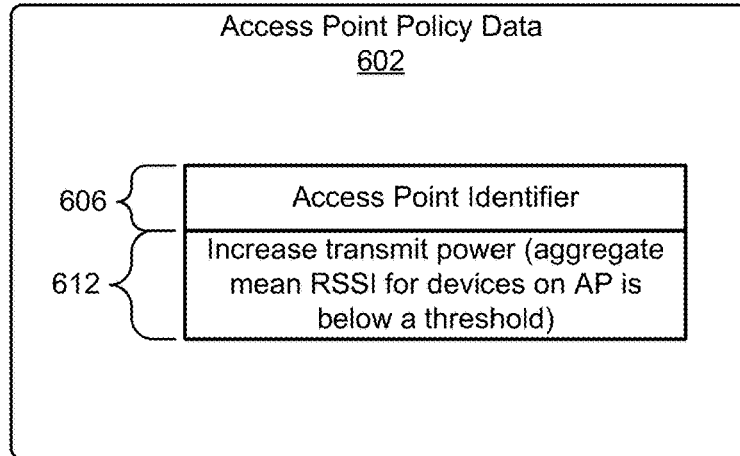 Access Point Policy Data
602
606
Access Point Identifier
612
Increase transmit power (aggregate
mean RSSI for devices on AP is
below a threshold)